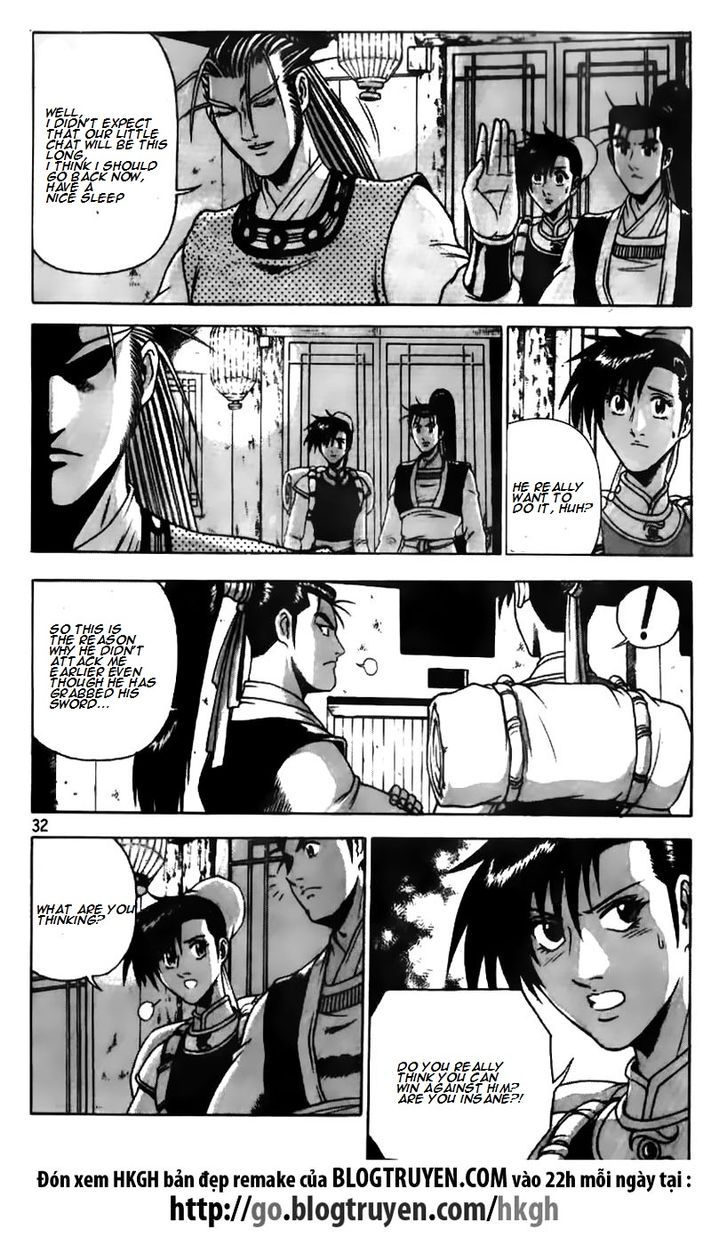 WELL...
I DIDN'T EXPECT
THAT OUR LITTLE
CHAT WILL BE THIS
LONG,
I THINK I SHOULD
GO BACK NOW,
HAVE A
NICE SLEEP
HE REALLY
WANT TO
DO IT, HUH?
SO THIS IS
THE REASON
WHY HE DIDN'T
ATTACK ME
EARLIER EVEN
THOUGH HE HAS
GRABBED HIS
SWORD...
!
32
WHAT ARE YOU
THINKING?
DO YOU REALLY
THINK YOU CAN
WIN AGAINST HIM?
ARE YOU INSANE?!
Đón xem HKGH bản đẹp remake của BLOGTRUYEN.COM vào 22h mỗi ngày tại :
http://go.blogtruyen.com/hkgh